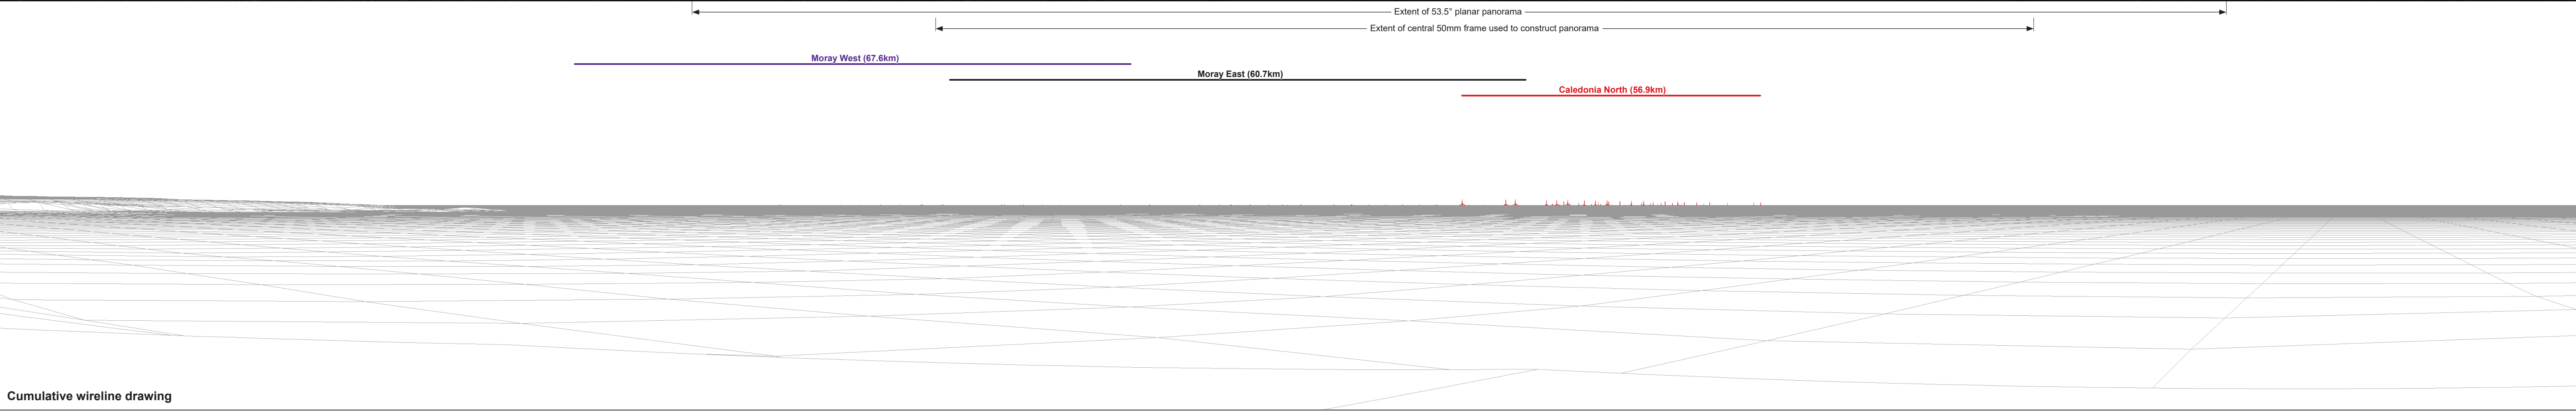 Extent of 53.5° planar panorama
Extent of central 50mm frame used to construct panorama
Moray West (67.6km)
Moray East (60.7km)
Caledonia North (56.9km)
Cumulative wireline drawing